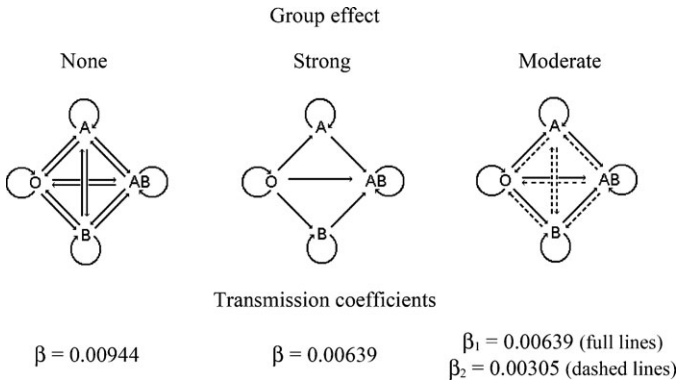 Group effect
None Strong Moderate
A A A
O AB O AB O AB
B B B
Transmission coefficients
β = 0.00944 β = 0.00639 β₁ = 0.00639 (full lines)
β₂ = 0.00305 (dashed lines)